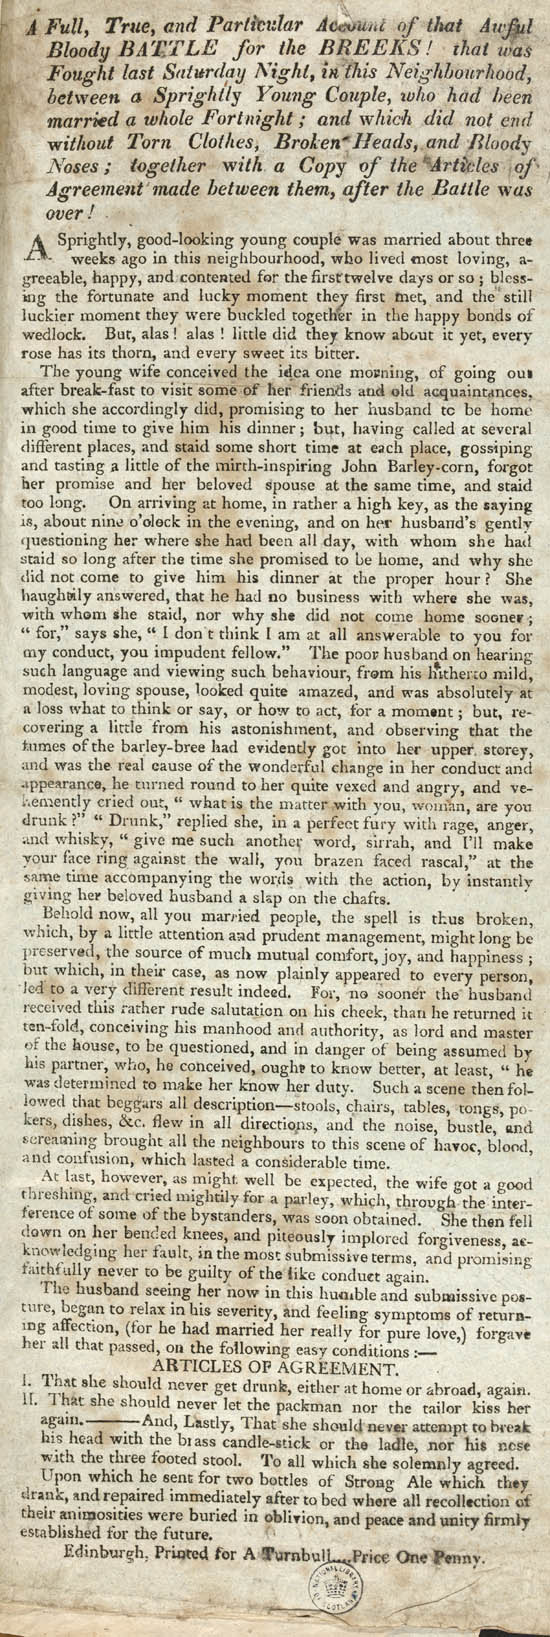 A Full, True, and Particular Account of that Awful
Bloody BATTLE for the BREEKS! that was
Fought last Saturday Night, in this Neighbourhood,
between a Sprightly Young Couple, who had been
married a whole Fortnight; and which did not end
without Torn Clothes, Broken Heads, and Bloody
Noses; together with a Copy of the Articles of
Agreement made between them, after the Battle was
over!
A Sprightly, good-looking young couple was married about three
weeks ago in this neighbourhood, who lived most loving, a-
greeable, happy, and contented for the first twelve days or so; bless-
ing the fortunate and lucky moment they first met, and the still
luckier moment they were buckled together in the happy bonds of
wedlock. But, alas! alas! little did they know about it yet, every
rose has its thorn, and every sweet its bitter.
The young wife conceived the idea one morning, of going out
after break-fast to visit some of her friends and old acquaintances,
which she accordingly did, promising to her husband to be home
in good time to give him his dinner; but, having called at several
different places, and staid some short time at each place, gossiping
and tasting a little of the mirth-inspiring John Barley-corn, forgot
her promise and her beloved spouse at the same time, and staid
too long. On arriving at home, in rather a high key, as the saying
is, about nine o'olock in the evening, and on her husband's gently
questioning her where she had been all day, with whom she had
staid so long after the time she promised to be home, and why she
did not come to give him his dinner at the proper hour? She
haughtily answered, that he had no business with where she was,
with whom she staid, nor why she did not come home sooner;
" for," says she, " I don't think I am at all answerable to you for
my conduct, you impudent fellow." The poor husband on hearing
such language and viewing such behaviour, from his hitherto mild,
modest, loving spouse, looked quite amazed, and was absolutely at
a loss what to think or say, or how to act, for a moment; but, re-
covering a little from his astonishment, and observing that the
fumes of the barley-bree had evidently got into her upper storey,
and was the real cause of the wonderful change in her conduct and
appearance, he turned round to her quite vexed and angry, and ve-
hemently cried out, " what is the matter with you, woman, are you
drunk?" " Drunk," replied she, in a perfect fury with rage, anger,
and whisky, " give me such another word, sirrah, and I'll make
your face ring against the wall, you brazen faced rascal," at the
same time accompanying the words with the action, by instantly
giving her beloved husband a slap on the chafts.
Behold now, all you married people, the spell is thus broken,
which, by a little attention and prudent management, might long be
preserved, the source of much mutual comfort, joy, and happiness;
but which, in their case, as now plainly appeared to every person,
led to a very different result indeed. For, no sooner the husband
received this rather rude salutation on his cheek, than he returned it
ten-fold, conceiving his manhood and authority, as lord and master
of the house, to be questioned, and in danger of being assumed by
his partner, who, he conceived, ought to know better, at least, " he
was determined to make her know her duty. Such a scene then fol-
lowed that beggars all description—stools, chairs, tables, tongs, po-
kers, dishes, &c. flew in all directions, and the noise, bustle, and
screaming brought all the neighbours to this scene of havoc, blood,
and confusion, which lasted a considerable time.
At last, however, as might well be expected, the wife got a good
threshing, and cried mightily for a parley, which, through the inter-
ference of some of the bystanders, was soon obtained. She then fell
down on her bended knees, and piteously implored forgiveness, ac-
knowledging her fault, in the most submissive terms, and promising
faithfully never to be guilty of the like conduct again.
The husband seeing her now in this humble and submissive pos-
ture, began to relax in his severity, and feeling symptoms of return-
ing affection, (for he had married her really for pure love,) forgave
her all that passed, on the following easy conditions:—
ARTICLES OF AGREEMENT.
I. That she should never get drunk, either at home or abroad, again.
II. That she should never let the packman nor the tailor kiss her
again.———And, Lastly, That she should never attempt to break
his head with the brass candle-stick or the ladle, nor his nose
with the three footed stool. To all which she solemnly agreed.
Upon which he sent for two bottles of Strong Ale which they
drank, and repaired immediately after to bed where all recollection of
their animosities were buried in oblivion, and peace and unity firmly
established for the future.
Edinburgh, Printed for A Turnbull....Price One Penny.
NATIONAL LIBRARY OF SCOTLAND